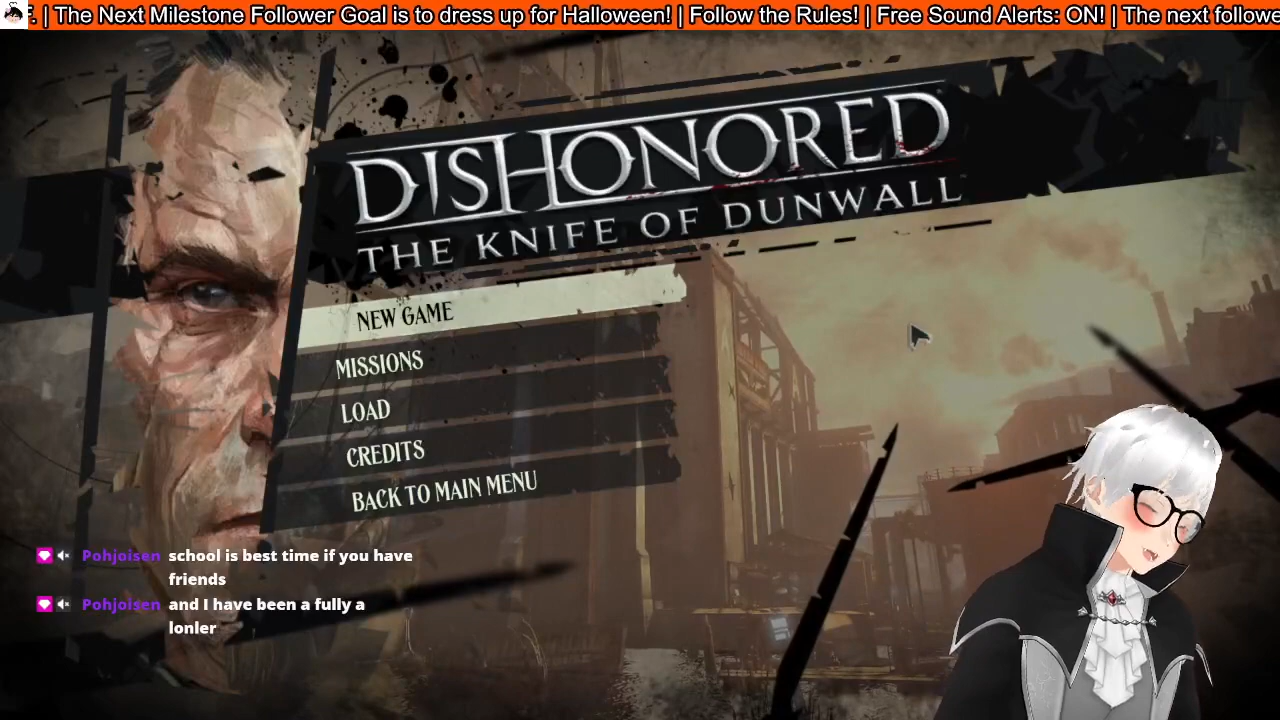 F. | The Next Milestone Follower Goal is to dress up for Halloween! | Follow the Rules! | Free Sound Alerts: ON! | The next followe
DISHONORED
THE KNIFE OF DUNWALL
NEW GAME
MISSIONS
LOAD
CREDITS
BACK TO MAIN MENU
Pohjoisen school is best time if you have
friends
Pohjoisen and I have been a fully a
lonler